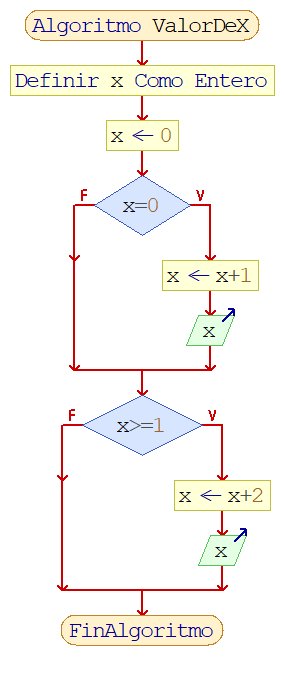 Algoritmo ValorDeX
Definir x Como Entero
x ← 0
x=0
F
V
x ← x+1
x
x>=1
F
V
x ← x+2
x
FinAlgoritmo